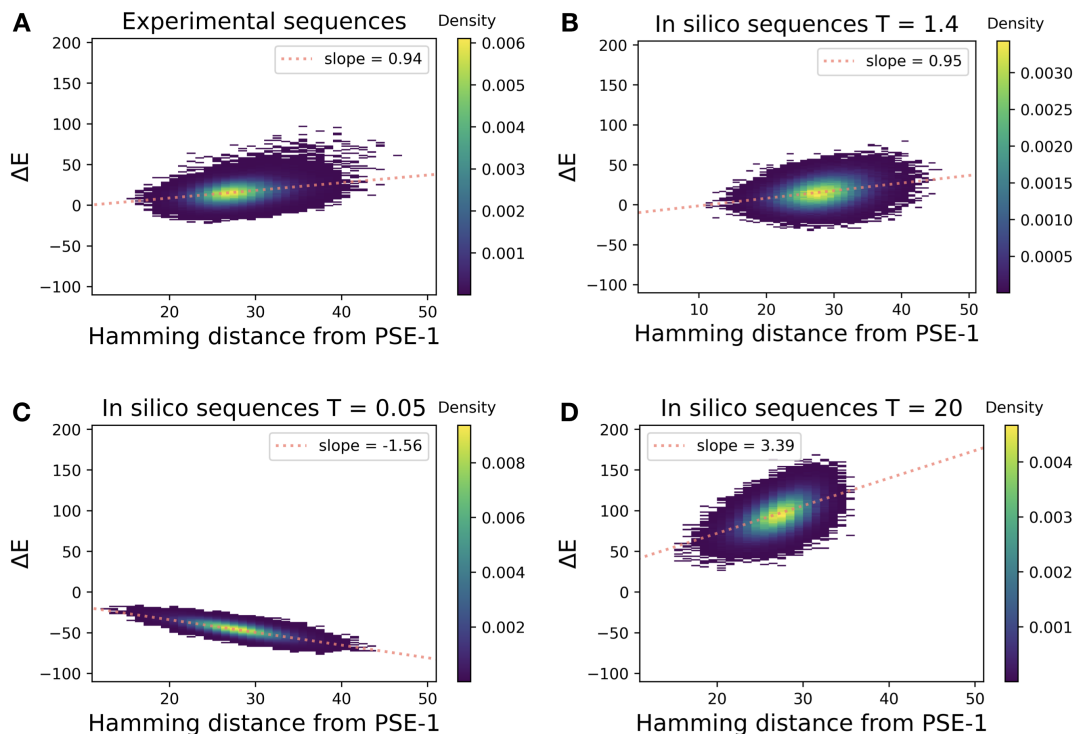 A
Experimental sequences
Density
slope = 0.94
200
150
100
50
0
−50
−100
ΔE
20
30
40
50
Hamming distance from PSE-1
0.006
0.005
0.004
0.003
0.002
0.001
B
In silico sequences T = 1.4
Density
slope = 0.95
200
150
100
50
0
−50
−100
ΔE
10
20
30
40
50
Hamming distance from PSE-1
0.0030
0.0025
0.0020
0.0015
0.0010
0.0005
C
In silico sequences T = 0.05
Density
slope = -1.56
200
150
100
50
0
−50
−100
ΔE
20
30
40
50
Hamming distance from PSE-1
0.008
0.006
0.004
0.002
D
In silico sequences T = 20
Density
slope = 3.39
200
150
100
50
0
−50
−100
ΔE
20
30
40
50
Hamming distance from PSE-1
0.004
0.003
0.002
0.001